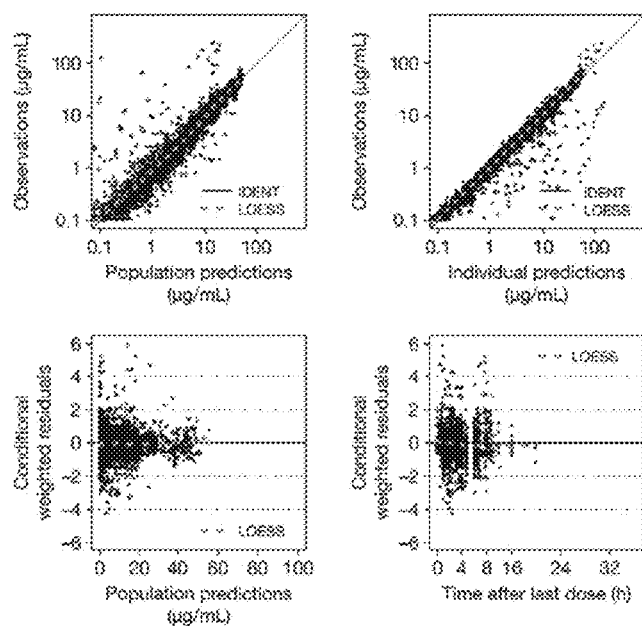 Observations (µg/mL)
100
10
1
0.1
IDENT
LOESS
0.1
1
10
100
Population predictions
(µg/mL)
Observations (µg/mL)
100
10
1
0.1
IDENT
LOESS
0.1
1
10
100
Individual predictions
(µg/mL)
Conditional
weighted residuals
6
4
2
0
−2
−4
−6
LOESS
0
20
40
60
80
100
Population predictions
(µg/mL)
Conditional
weighted residuals
6
4
2
0
−2
−4
−6
LOESS
0
4
8
12
16
24
32
Time after last dose (h)